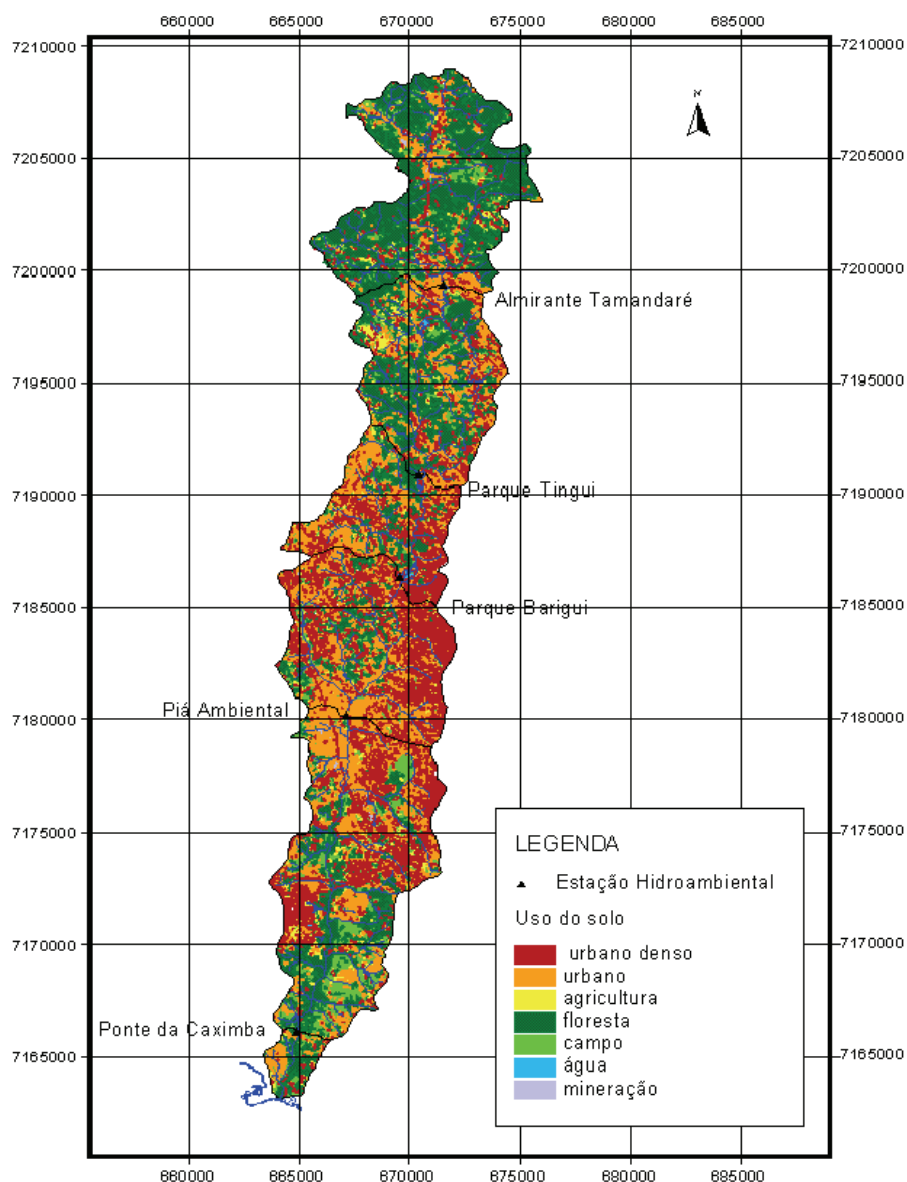 660000 665000 670000 675000 680000 685000
7210000 7210000
N
7205000 7205000
7200000 7200000
Almirante Tamandaré
7195000 7195000
7190000 7190000
Parque Tingui
7185000 7185000
Parque Barigui
Piá Ambiental
7180000 7180000
7175000 7175000
LEGENDA
Estação Hidroambiental
Uso do solo
urbano denso
urbano
agricultura
floresta
campo
água
mineração
7170000 7170000
Ponte da Caximba
7165000 7165000
660000 665000 670000 675000 680000 685000